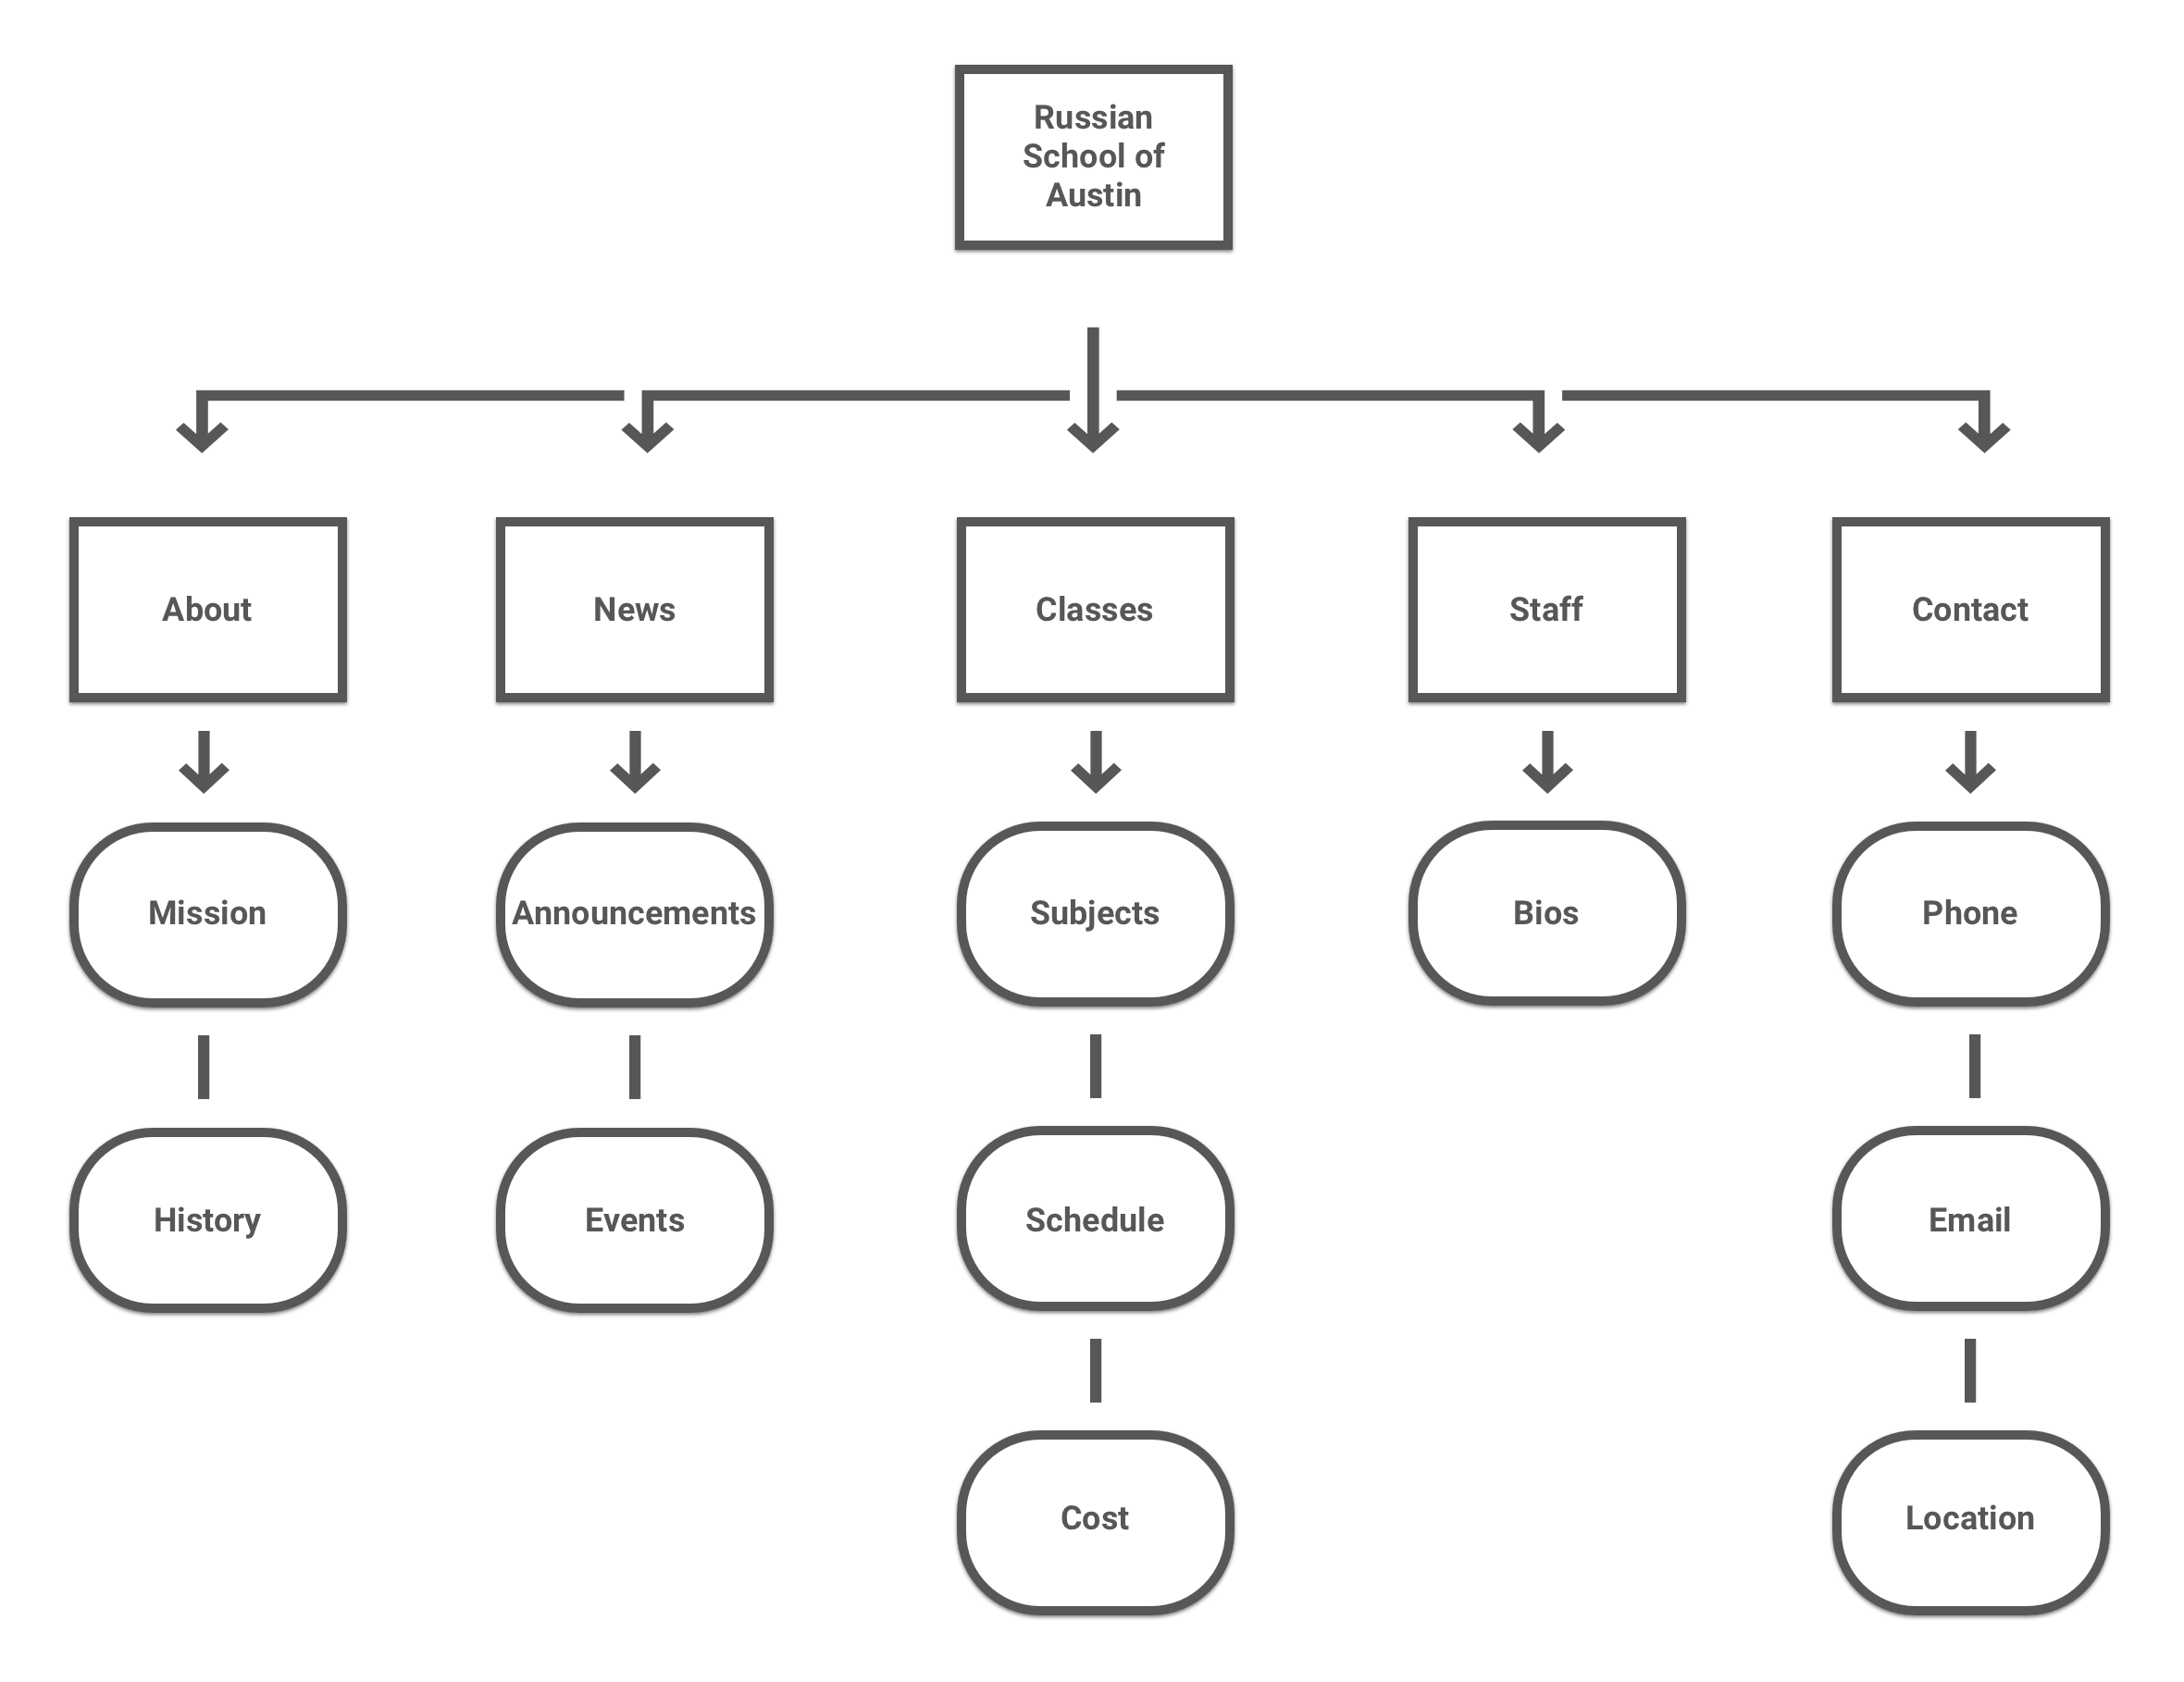 Russian
School of
Austin
About
News
Classes
Staff
Contact
Mission
Announcements
Subjects
Bios
Phone
History
Events
Schedule
Email
Cost
Location